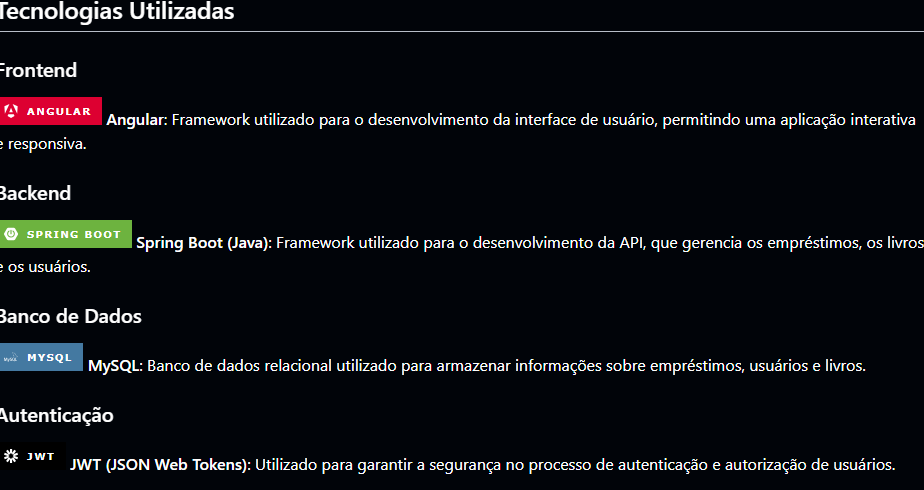 Tecnologias Utilizadas
Frontend
ANGULAR Angular: Framework utilizado para o desenvolvimento da interface de usuário, permitindo uma aplicação interativa
e responsiva.
Backend
SPRING BOOT Spring Boot (Java): Framework utilizado para o desenvolvimento da API, que gerencia os empréstimos, os livros
e os usuários.
Banco de Dados
MySQL MYSQL MySQL: Banco de dados relacional utilizado para armazenar informações sobre empréstimos, usuários e livros.
Autenticação
JWT JWT (JSON Web Tokens): Utilizado para garantir a segurança no processo de autenticação e autorização de usuários.